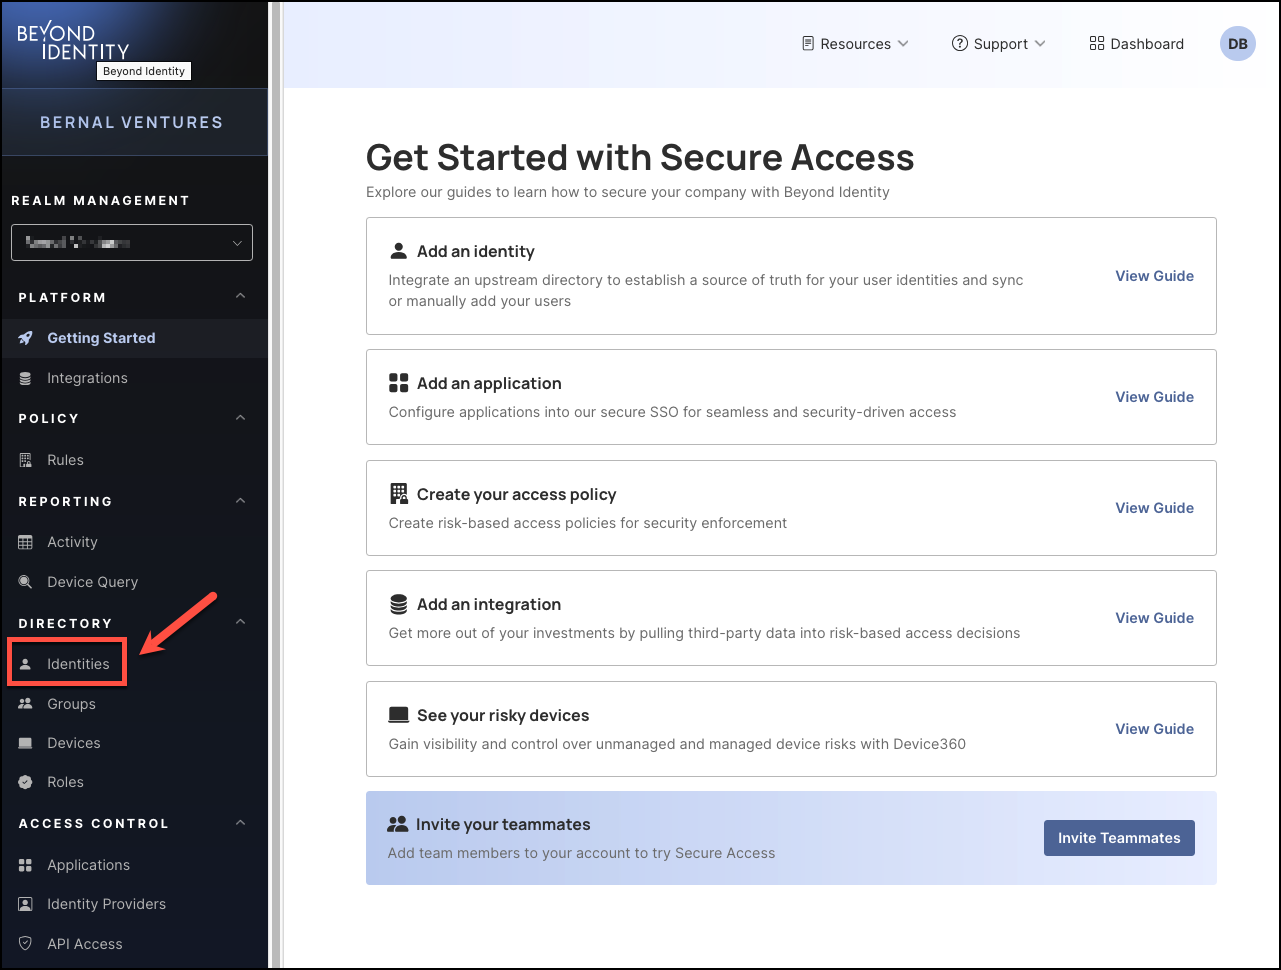 BEYOND
IDENTITY
Beyond Identity
BERNAL VENTURES
REALM MANAGEMENT
PLATFORM
Getting Started
Integrations
POLICY
Rules
REPORTING
Activity
Device Query
DIRECTORY
Identities
Groups
Devices
Roles
ACCESS CONTROL
Applications
Identity Providers
API Access
Resources
Support
Dashboard
DB
Get Started with Secure Access
Explore our guides to learn how to secure your company with Beyond Identity
Add an identity
Integrate an upstream directory to establish a source of truth for your user identities and sync
or manually add your users
View Guide
Add an application
Configure applications into our secure SSO for seamless and security-driven access
View Guide
Create your access policy
Create risk-based access policies for security enforcement
View Guide
Add an integration
Get more out of your investments by pulling third-party data into risk-based access decisions
View Guide
See your risky devices
Gain visibility and control over unmanaged and managed device risks with Device360
View Guide
Invite your teammates
Add team members to your account to try Secure Access
Invite Teammates